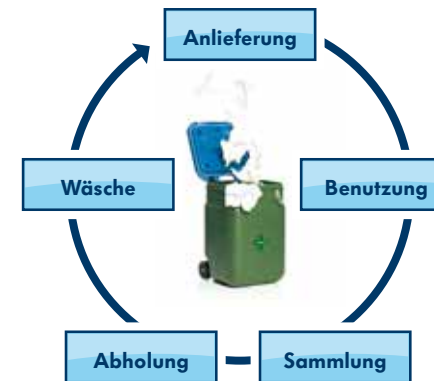 Anlieferung
Benutzung
Sammlung
Abholung
Wäsche